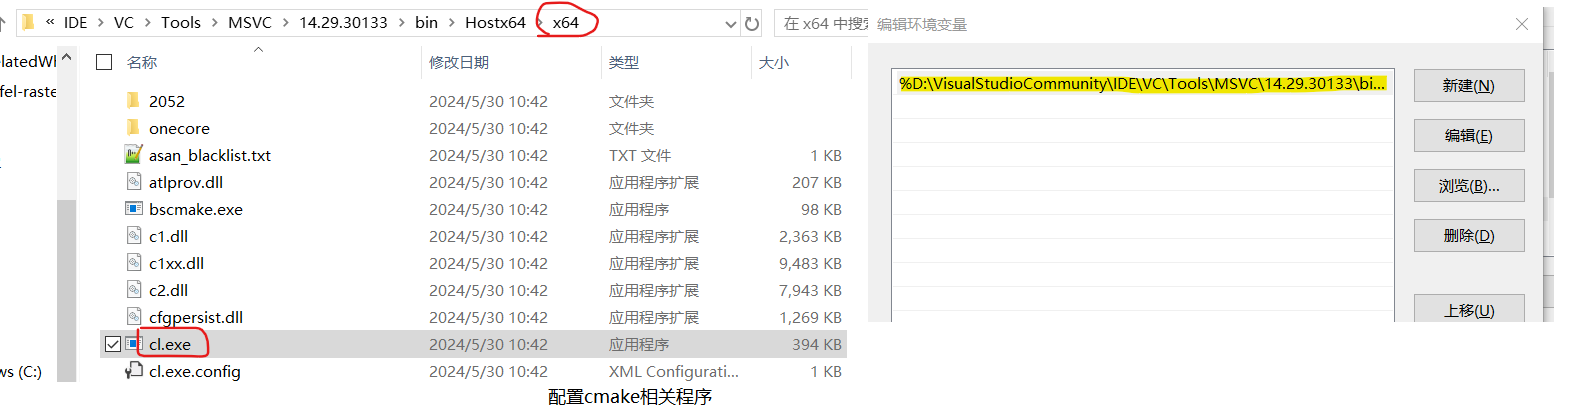 « IDE > VC > Tools > MSVC > 14.29.30133 > bin > Hostx64 > x64
在 x64 中搜索
elatedWh
fel-raste
ws (C:)
名称 修改日期 类型 大小
2052 2024/5/30 10:42 文件夹
onecore 2024/5/30 10:42 文件夹
asan_blacklist.txt 2024/5/30 10:42 TXT 文件 1 KB
atlprov.dll 2024/5/30 10:42 应用程序扩展 207 KB
bscmake.exe 2024/5/30 10:42 应用程序 98 KB
c1.dll 2024/5/30 10:42 应用程序扩展 2,363 KB
c1xx.dll 2024/5/30 10:42 应用程序扩展 9,483 KB
c2.dll 2024/5/30 10:42 应用程序扩展 7,943 KB
cfgpersist.dll 2024/5/30 10:42 应用程序扩展 1,269 KB
cl.exe 2024/5/30 10:42 应用程序 394 KB
cl.exe.config 2024/5/30 10:42 XML Configurati... 1 KB
编辑环境变量
%D:\VisualStudioCommunity\IDE\VC\Tools\MSVC\14.29.30133\bi...
新建(N)
编辑(E)
浏览(B)...
删除(D)
上移(U)
配置cmake相关程序